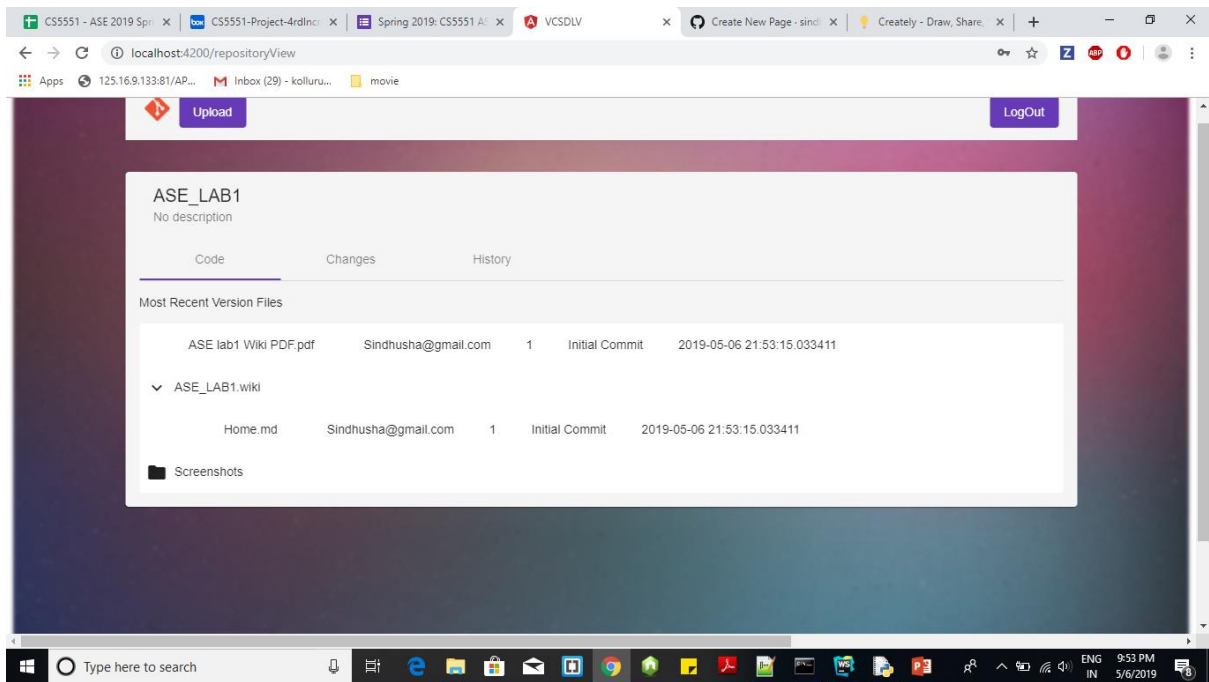 CS5551 - ASE 2019 Spri
CS5551-Project-4rdIncr
Spring 2019: CS5551 AS
VCSDLV
Create New Page · sindl
Creately - Draw, Share,
localhost:4200/repositoryView
Apps 125.16.9.133:81/AP... Inbox (29) - kolluru... movie
Upload LogOut
ASE_LAB1
No description
Code Changes History
Most Recent Version Files
ASE lab1 Wiki PDF.pdf Sindhusha@gmail.com 1 Initial Commit 2019-05-06 21:53:15.033411
ASE_LAB1.wiki
Home.md Sindhusha@gmail.com 1 Initial Commit 2019-05-06 21:53:15.033411
Screenshots
Type here to search
ENG 9:53 PM
IN 5/6/2019